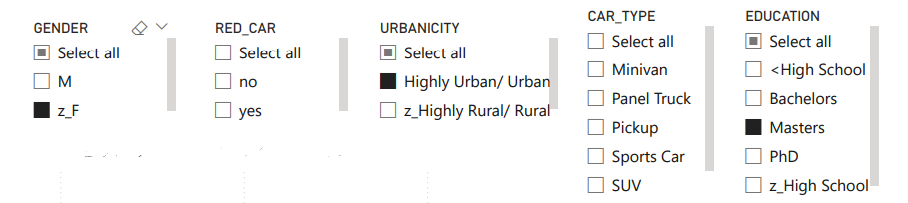 GENDER
Select all
M
z_F
RED_CAR
Select all
no
yes
URBANICITY
Select all
Highly Urban/ Urban
z_Highly Rural/ Rural
CAR_TYPE
Select all
Minivan
Panel Truck
Pickup
Sports Car
SUV
EDUCATION
Select all
<High School
Bachelors
Masters
PhD
z_High School